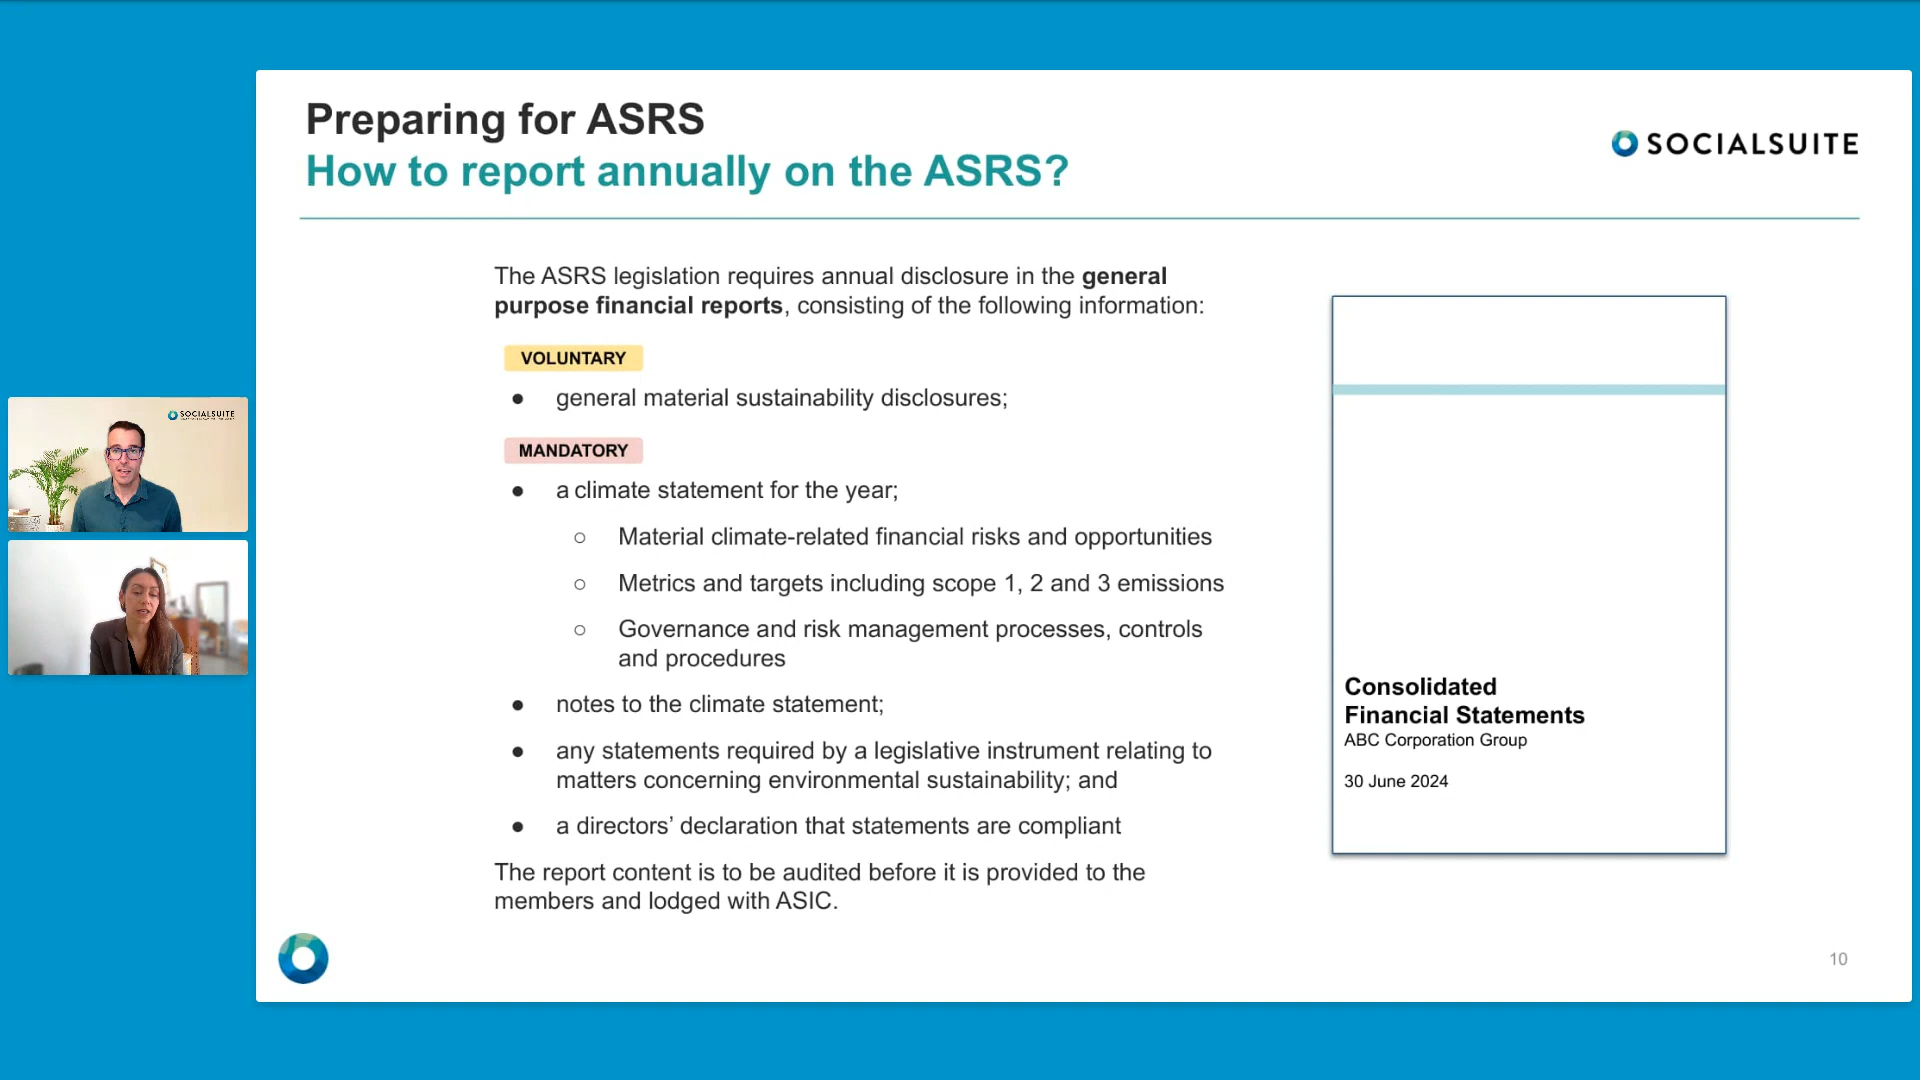 Preparing for ASRS
How to report annually on the ASRS?
SOCIALSUITE
The ASRS legislation requires annual disclosure in the general
purpose financial reports, consisting of the following information:
VOLUNTARY
● general material sustainability disclosures;
MANDATORY
● a climate statement for the year;
○ Material climate-related financial risks and opportunities
○ Metrics and targets including scope 1, 2 and 3 emissions
○ Governance and risk management processes, controls
and procedures
● notes to the climate statement;
● any statements required by a legislative instrument relating to
matters concerning environmental sustainability; and
● a directors’ declaration that statements are compliant
The report content is to be audited before it is provided to the
members and lodged with ASIC.
Consolidated
Financial Statements
ABC Corporation Group
30 June 2024
10
SOCIALSUITE